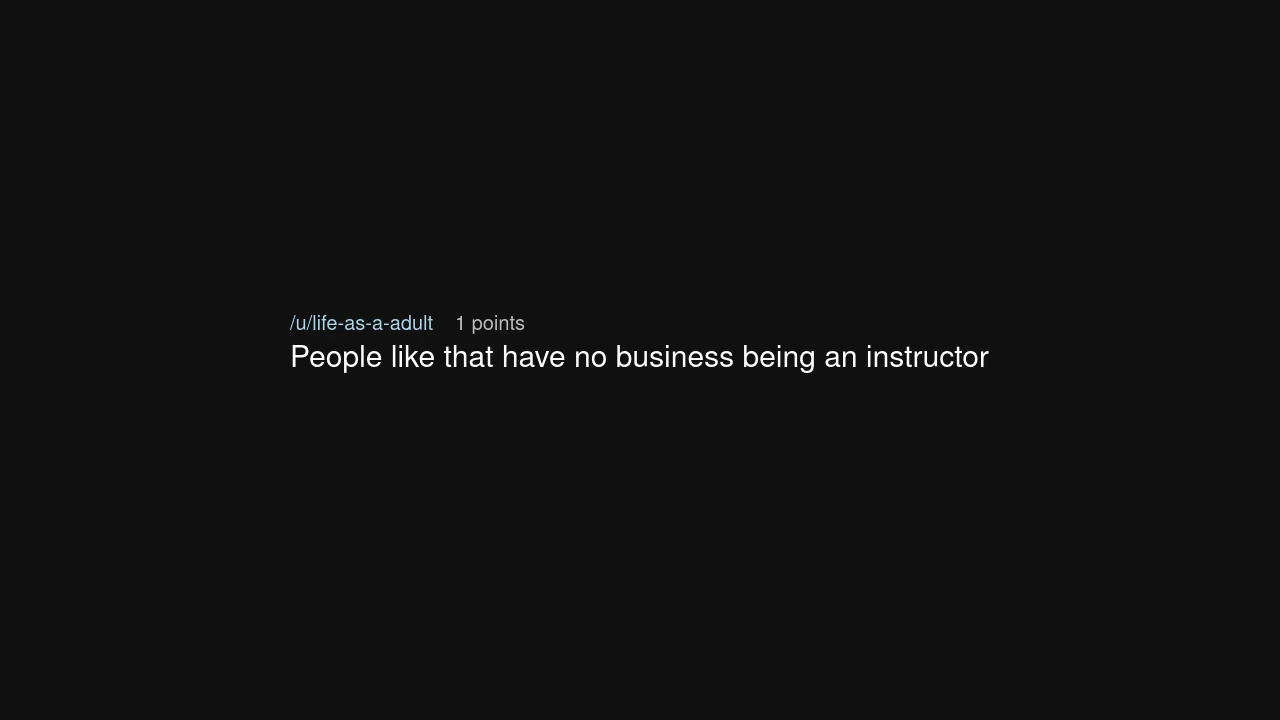 /u/life-as-a-adult 1 points
People like that have no business being an instructor